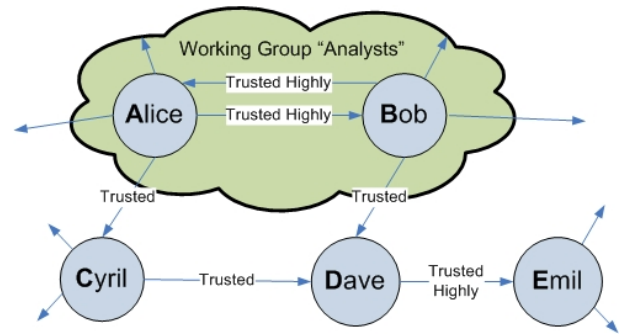 Working Group “Analysts”
Trusted Highly
Alice
Trusted Highly
Bob
Trusted
Trusted
Cyril
Trusted
Dave
Trusted
Highly
Emil